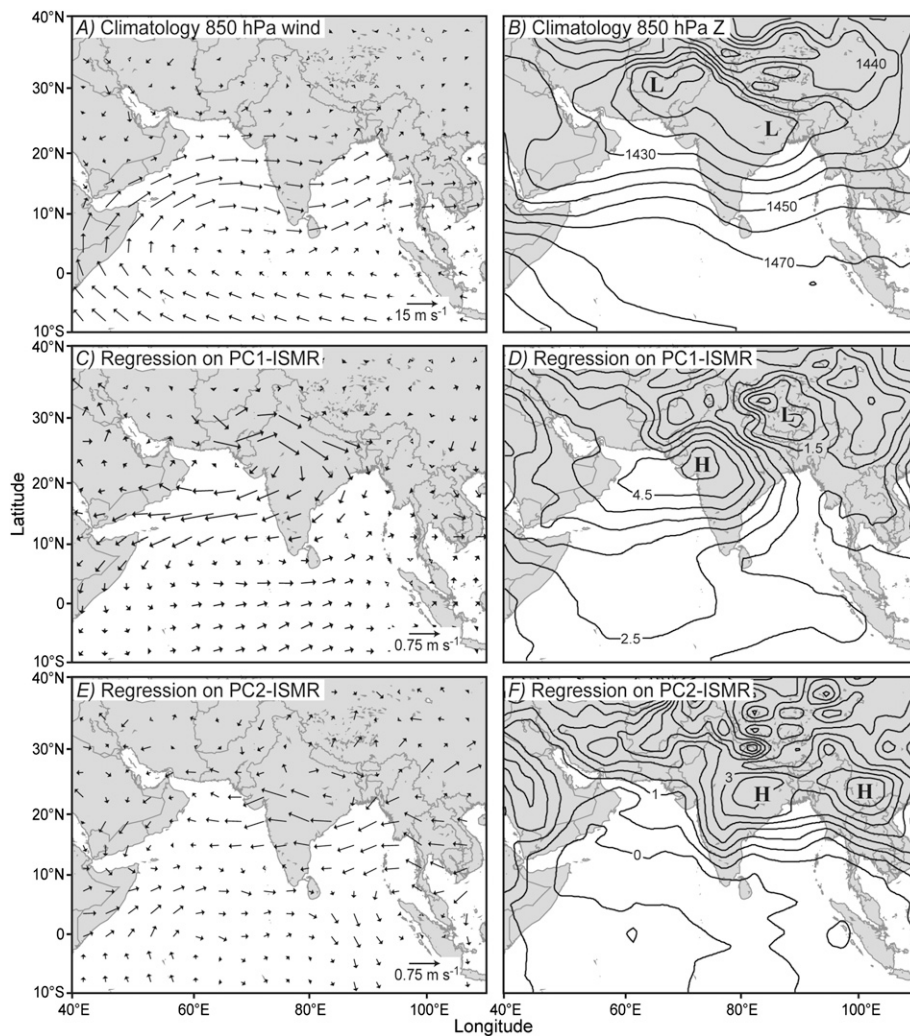 A) Climatology 850 hPa wind
B) Climatology 850 hPa Z
40°N
30°N
20°N
10°N
0
10°S
15 m s⁻¹
L
L
1440
1430
1450
1470
C) Regression on PC1-ISMR
D) Regression on PC1-ISMR
Latitude
40°N
30°N
20°N
10°N
0
10°S
0.75 m s⁻¹
H
L
1.5
4.5
2.5
E) Regression on PC2-ISMR
F) Regression on PC2-ISMR
40°N
30°N
20°N
10°N
0
10°S
0.75 m s⁻¹
3
H
H
1
0
40°E
60°E
80°E
100°E
40°E
60°E
80°E
100°E
Longitude